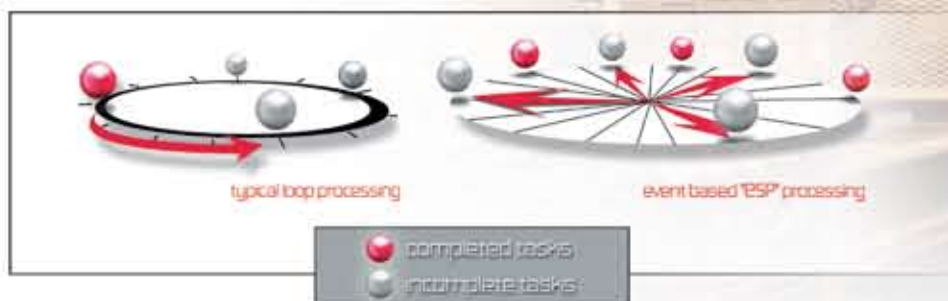 typical loop processing
event based "ESP" processing
completed tasks
incomplete tasks